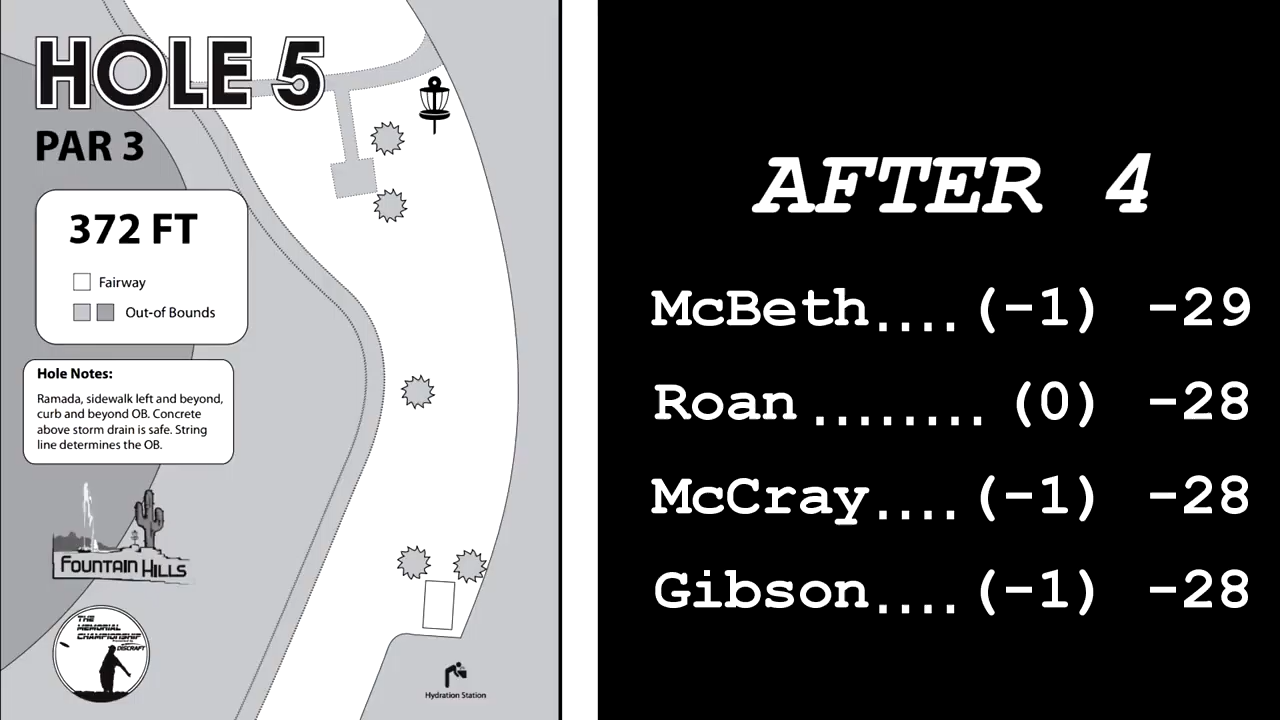 HOLE 5
PAR 3
372 FT
Fairway
Out-of Bounds
Hole Notes:
Ramada, sidewalk left and beyond,
curb and beyond OB. Concrete
above storm drain is safe. String
line determines the OB.
FOUNTAIN HILLS
THE
MEMORIAL
CHAMPIONSHIP
DISCRAFT
Hydration Station
AFTER 4
McBeth....(-1) -29
Roan ........ (0) -28
McCray....(-1) -28
Gibson....(-1) -28